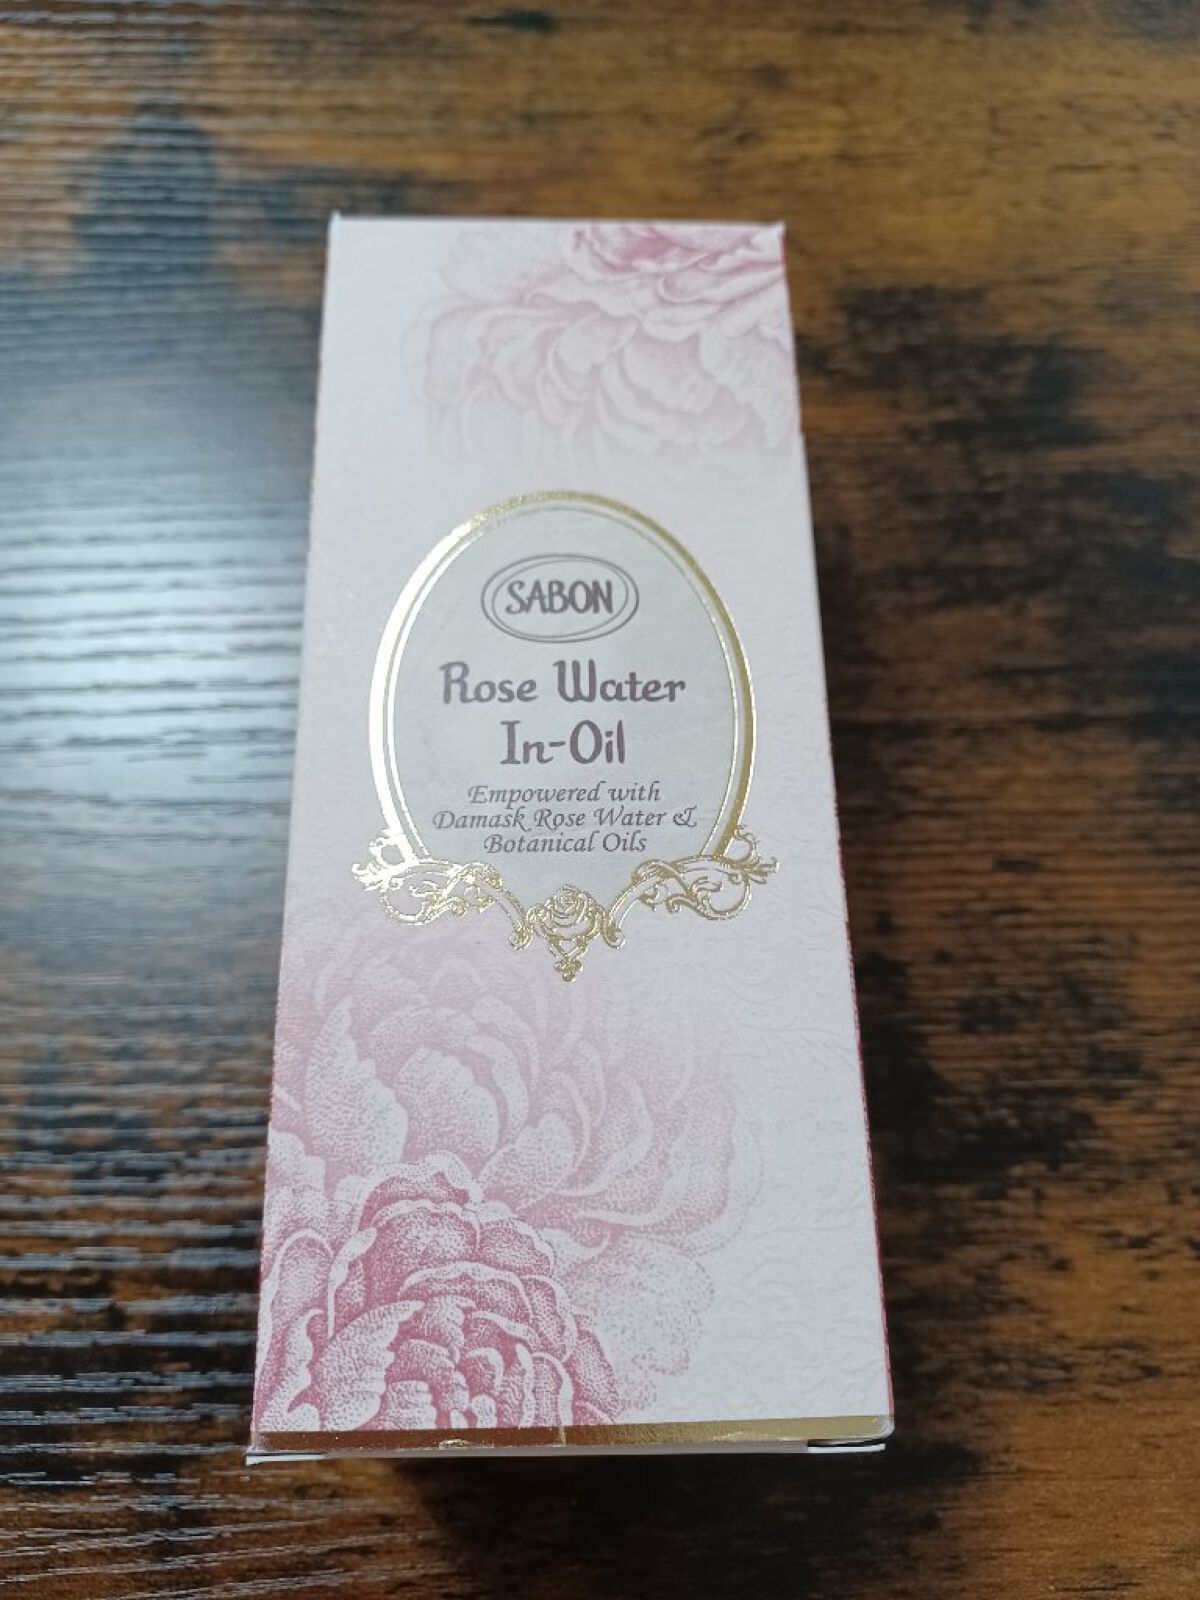 SABON
Rose Water
In-Oil
Empowered with
Damask Rose Water &
Botanical Oils